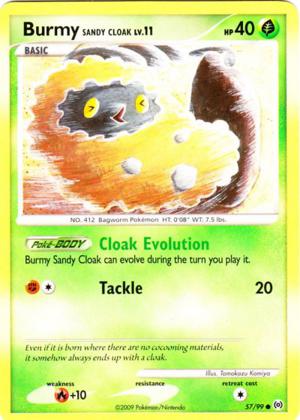 Burmy SANDY CLOAK LV.11 HP 40
BASIC
NO. 412 Bagworm Pokémon HT: 0'08" WT: 7.5 lbs.
Poké-BODY Cloak Evolution
Burmy Sandy Cloak can evolve during the turn you play it.
Tackle 20
Even if it is born where there are no cocooning materials,
it somehow always ends up with a cloak.
Illus. Tomokazu Komiya
weakness resistance retreat cost
+10
©2009 Pokémon/Nintendo 57/99